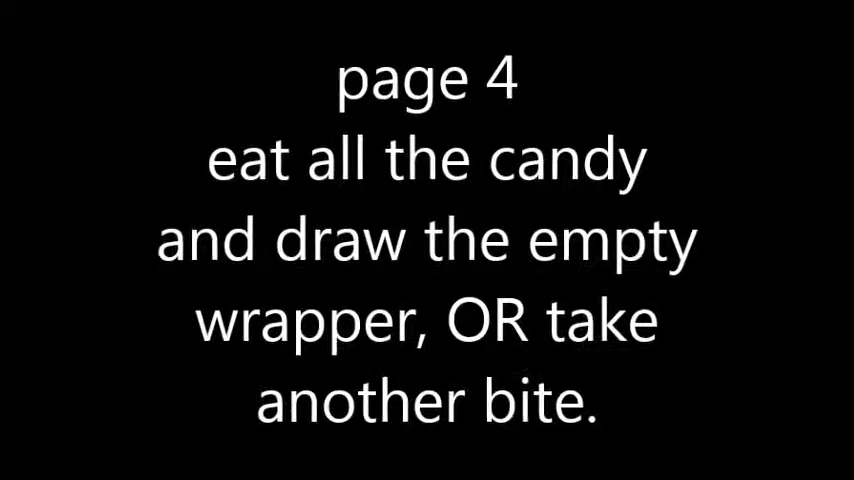 page 4
eat all the candy
and draw the empty
wrapper, OR take
another bite.